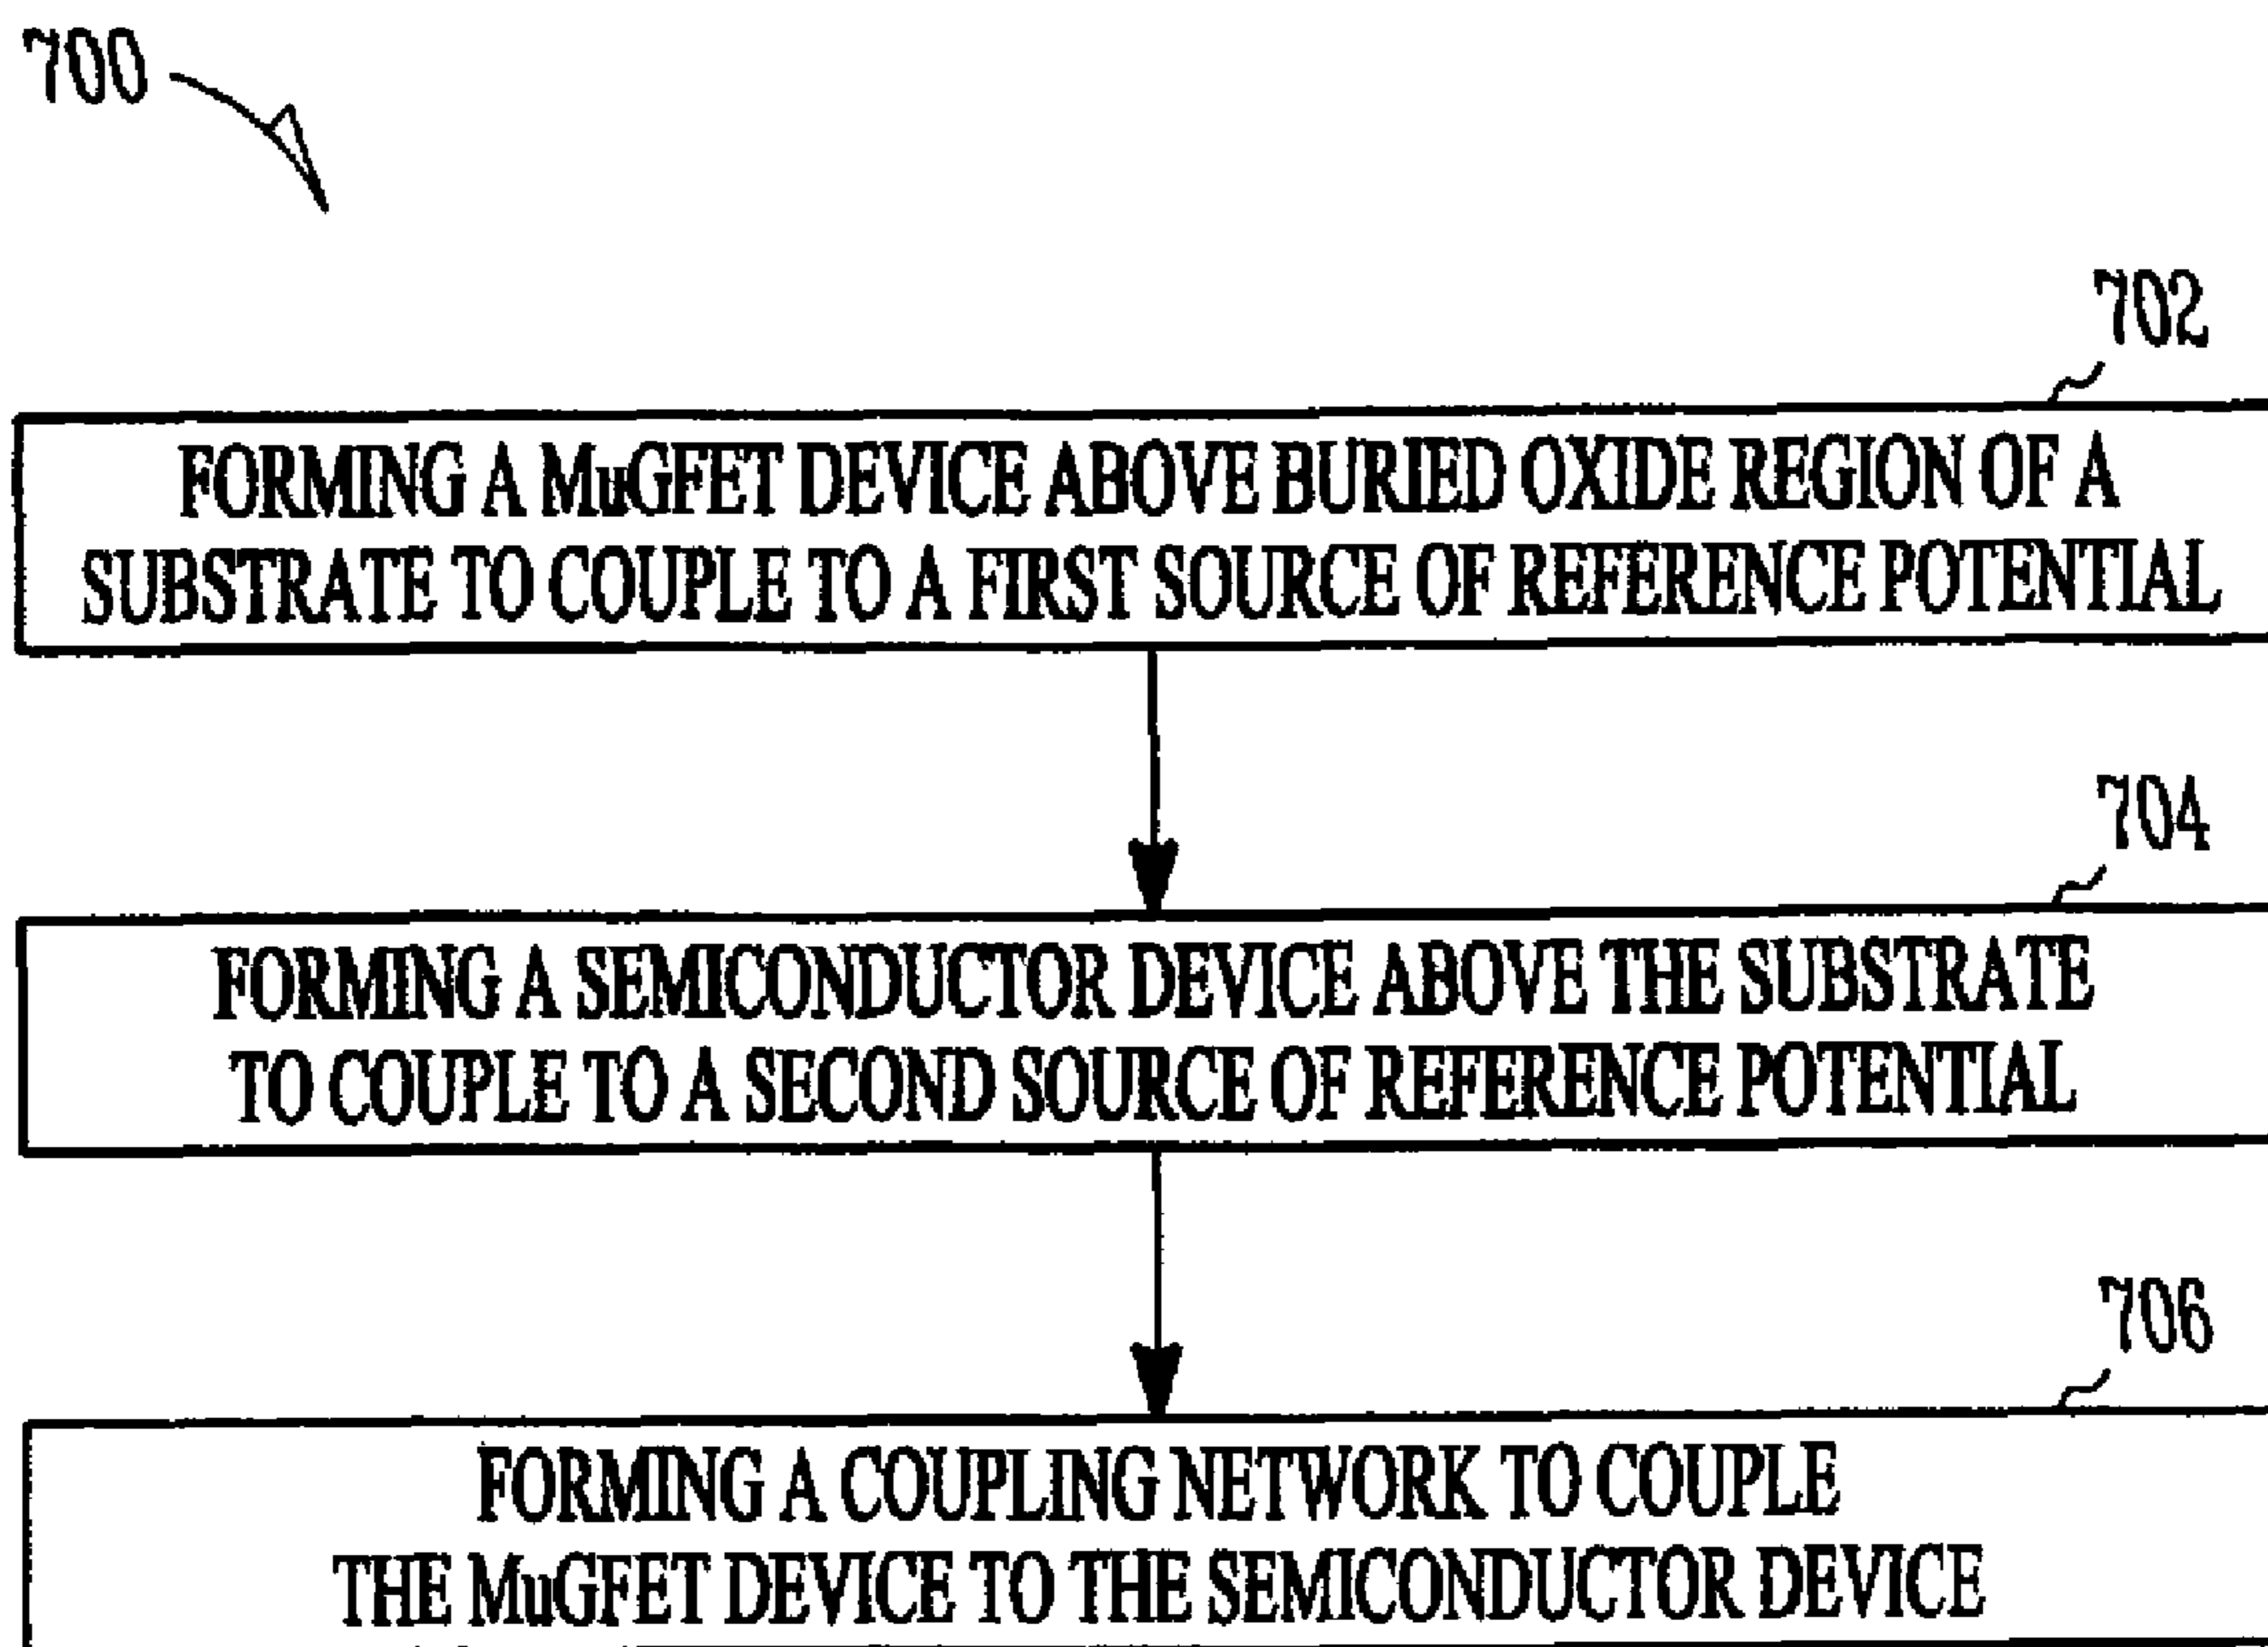 700
702
FORMING A MuGFET DEVICE ABOVE BURIED OXIDE REGION OF A
SUBSTRATE TO COUPLE TO A FIRST SOURCE OF REFERENCE POTENTIAL
704
FORMING A SEMICONDUCTOR DEVICE ABOVE THE SUBSTRATE
TO COUPLE TO A SECOND SOURCE OF REFERENCE POTENTIAL
706
FORMING A COUPLING NETWORK TO COUPLE
THE MuGFET DEVICE TO THE SEMICONDUCTOR DEVICE